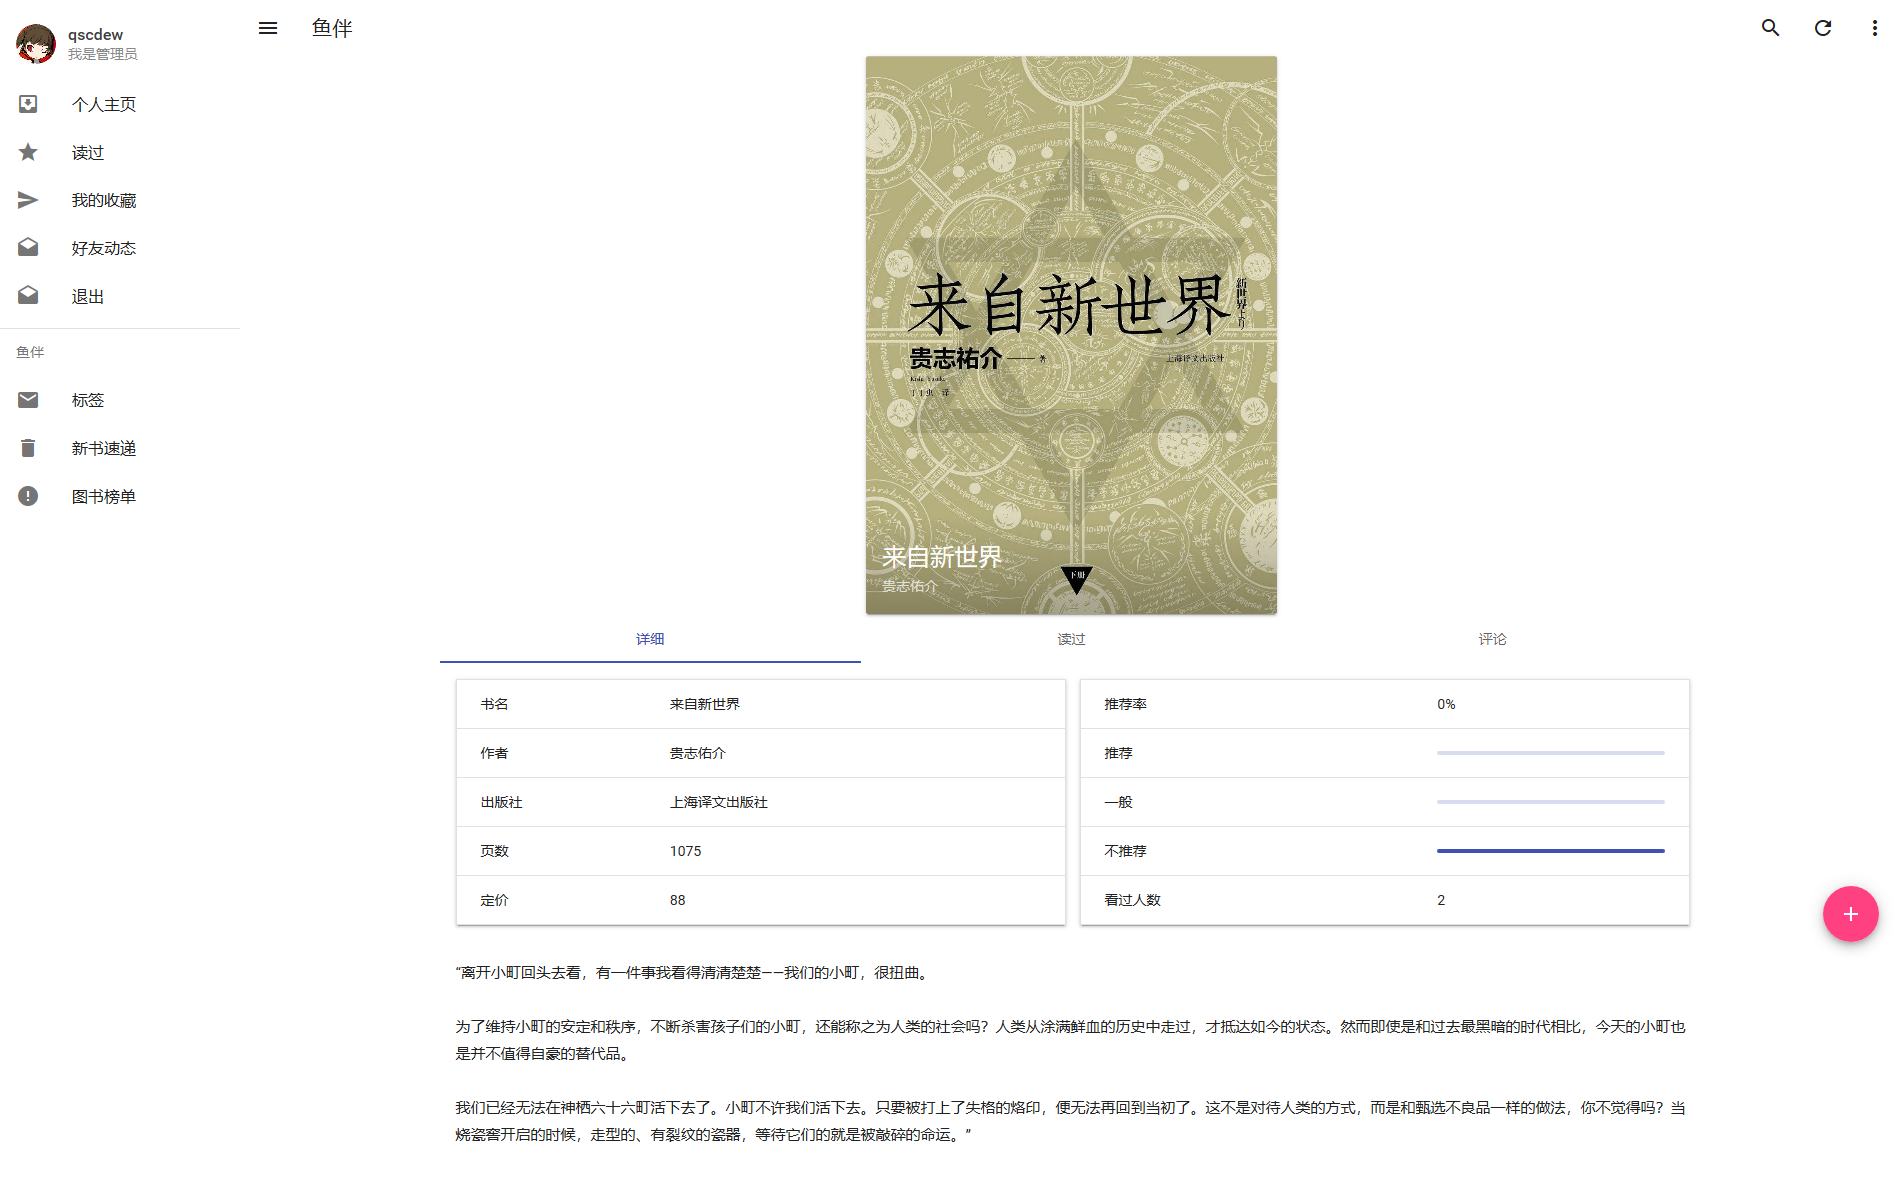 qscdew
我是管理员
个人主页
读过
我的收藏
好友动态
退出
鱼伴
标签
新书速递
图书榜单
鱼伴
来自新世界
新世界より
贵志祐介
著
上海译文出版社
Kishi Yusuke
丁丁虫 译
下册
来自新世界
贵志佑介
详细
读过
评论
书名 来自新世界
作者 贵志佑介
出版社 上海译文出版社
页数 1075
定价 88
推荐率 0%
推荐
一般
不推荐
看过人数 2
“离开小町回头去看，有一件事我看得清清楚楚——我们的小町，很扭曲。
为了维持小町的安定和秩序，不断杀害孩子们的小町，还能称之为人类的社会吗？人类从涂满鲜血的历史中走过，才抵达如今的状态。然而即使是和过去最黑暗的时代相比，今天的小町也
是并不值得自豪的替代品。
我们已经无法在神栖六十六町活下去了。小町不许我们活下去。只要被打上了失格的烙印，便无法再回到当初了。这不是对待人类的方式，而是和甄选不良品一样的做法，你不觉得吗？当
烧瓷窖开启的时候，走型的、有裂纹的瓷器，等待它们的就是被敲碎的命运。”